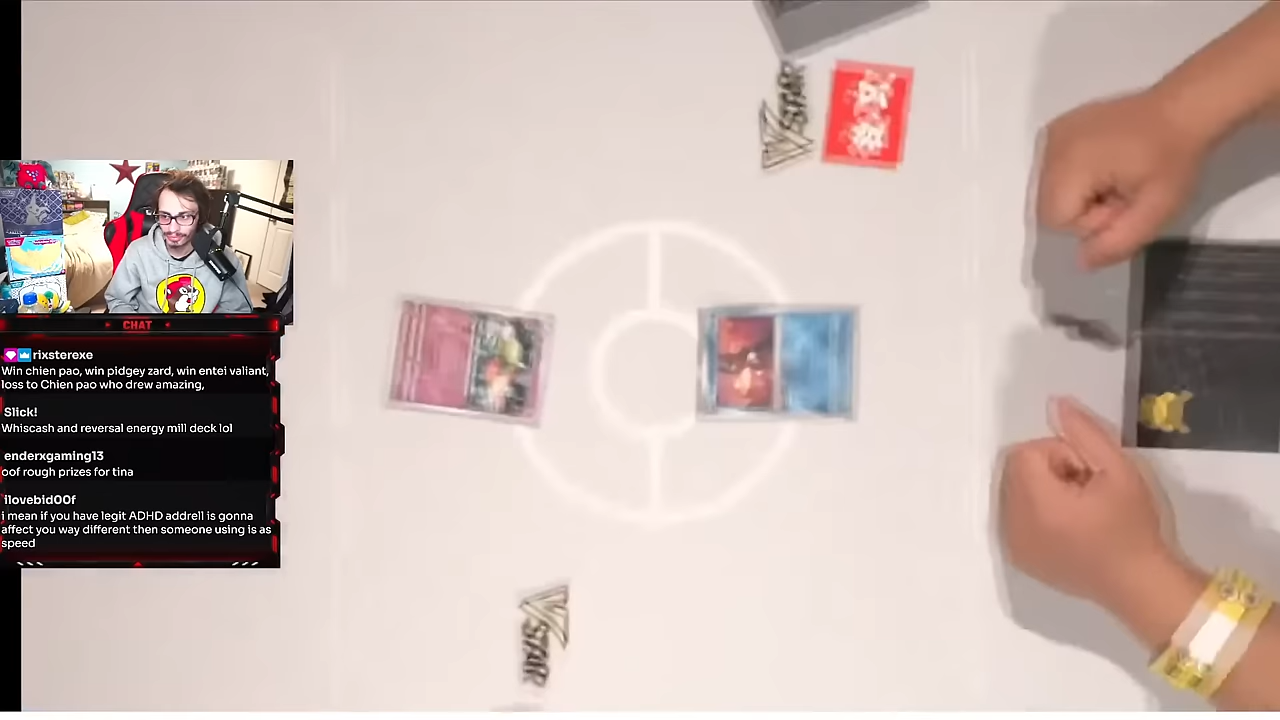 VSTAR
CHAT
rixsterexe
Win chien pao, win pidgey zard, win entei valiant,
loss to Chien pao who drew amazing,
Slick!
Whiscash and reversal energy mill deck lol
enderxgaming13
oof rough prizes for tina
ilovebid00f
i mean if you have legit ADHD addrell is gonna
affect you way different then someone using is as
speed
VSTAR